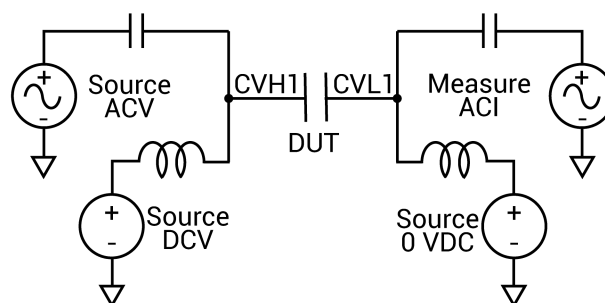 CVH1
CVL1
Source
ACV
Measure
ACI
DUT
Source
DCV
Source
0 VDC
+
-
+
-
+
-
+
-